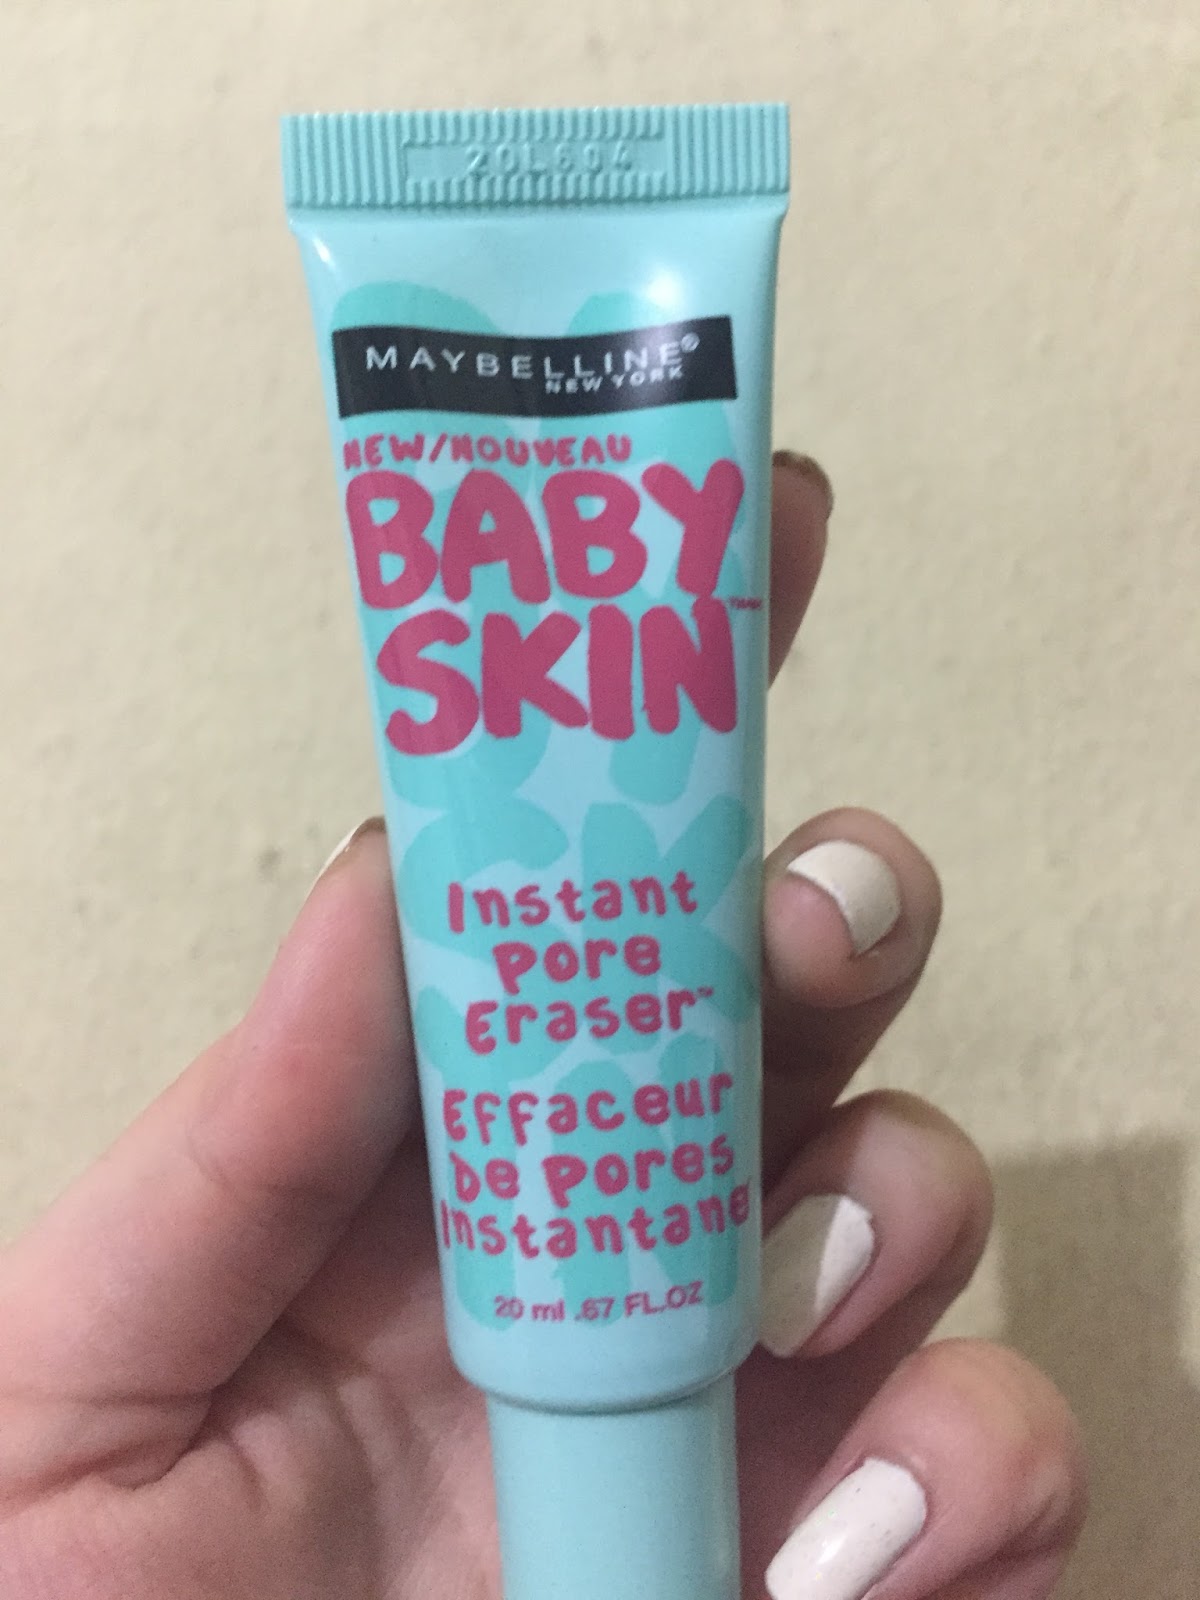 20L604
MAYBELLINE®
NEW YORK
NEW/NOUVEAU
BABY
SKIN™
Instant
Pore
Eraser™
Effaceur
De Pores
Instantané
20 ml .67 FL.OZ